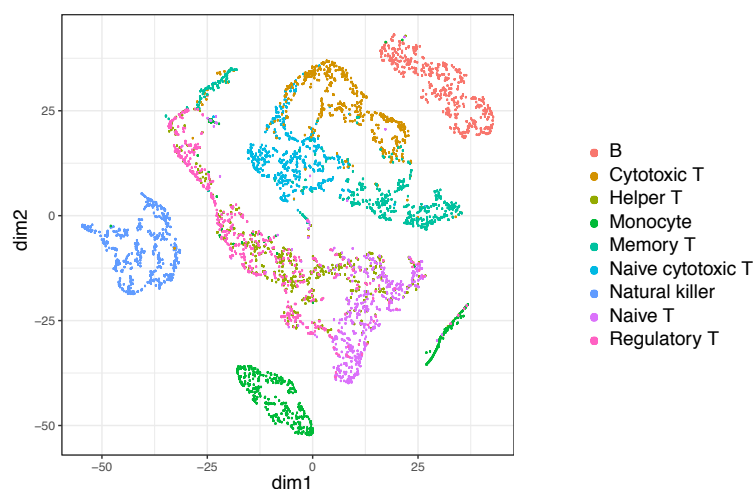 25
0
−25
−50
dim2
−50
−25
0
25
dim1
B
Cytotoxic T
Helper T
Monocyte
Memory T
Naive cytotoxic T
Natural killer
Naive T
Regulatory T